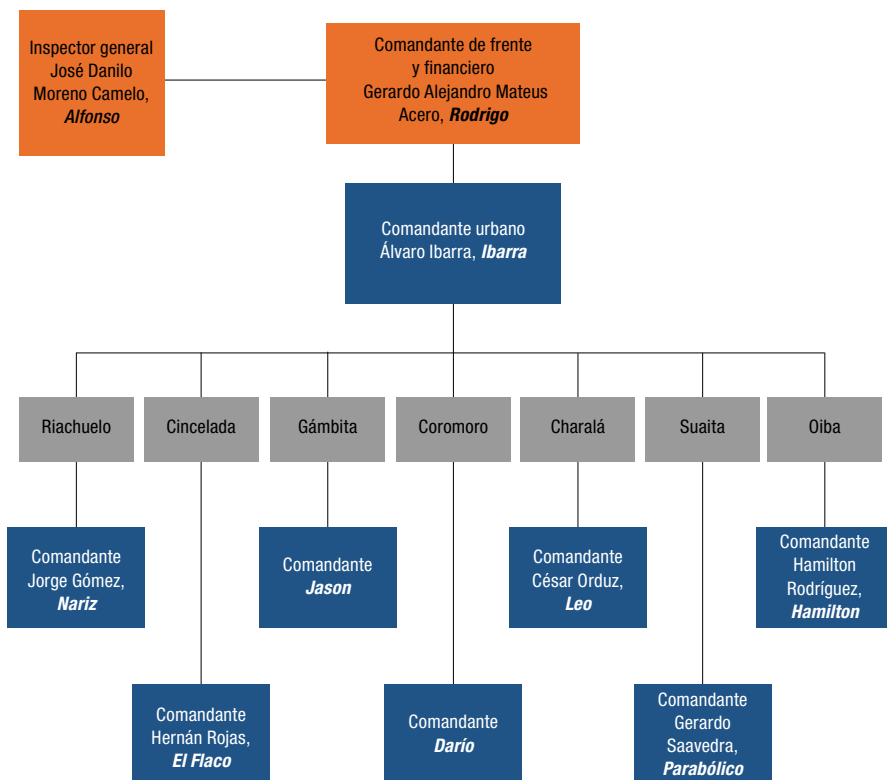 Inspector general
José Danilo
Moreno Camelo,
Alfonso
Comandante de frente
y financiero
Gerardo Alejandro Mateus
Acero, Rodrigo
Comandante urbano
Álvaro Ibarra, Ibarra
Riachuelo
Cincelada
Gámbita
Coromoro
Charalá
Suaita
Oiba
Comandante
Jorge Gómez,
Nariz
Comandante
Jason
Comandante
César Orduz,
Leo
Comandante
Hamilton
Rodríguez,
Hamilton
Comandante
Hernán Rojas,
El Flaco
Comandante
Darío
Comandante
Gerardo
Saavedra,
Parabólico